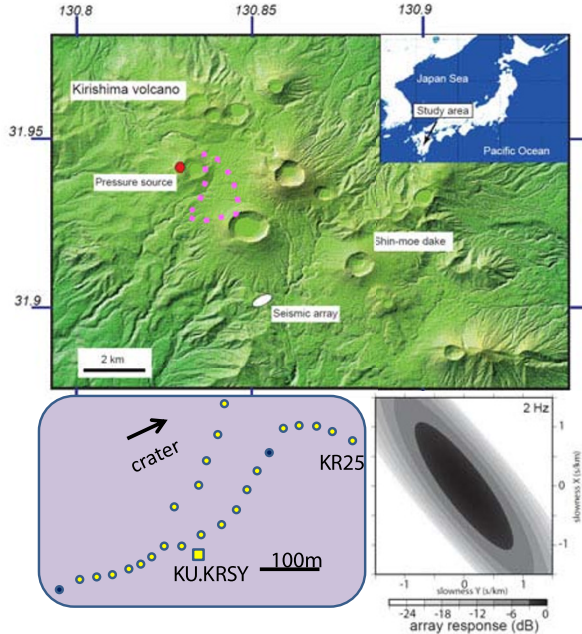 130.8
130.85
130.9
Kirishima volcano
Japan Sea
Study area
Pacific Ocean
31.95
Pressure source
Shin-moe dake
31.9
Seismic array
2 km
crater
KR25
KU.KRSY
100m
2 Hz
1
0
-1
slowness X (s/km)
-1
0
1
slowness Y (s/km)
-24
-18
-12
-6
0
array response (dB)